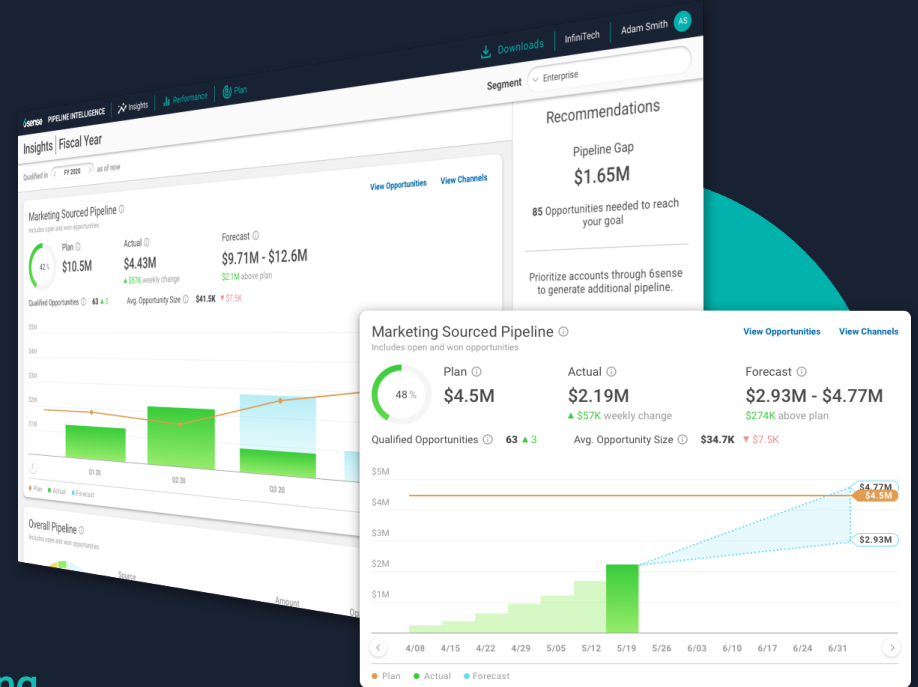 Downloads
InfiniTech
Adam Smith
AS
6sense PIPELINE INTELLIGENCE
Insights
Performance
Plan
Segment
Enterprise
Insights | Fiscal Year
Qualified in
FY 2020
as of now
View Opportunities
View Channels
Marketing Sourced Pipeline
Includes open and won opportunities
42 %
Plan
$10.5M
Actual
$4.43M
▲ $57K weekly change
Forecast
$9.71M - $12.6M
$2.1M above plan
Qualified Opportunities 63 ▲ 3
Avg. Opportunity Size $41.5K ▼ $7.5K
$5M
$4M
$3M
$2M
$1M
Q1 20
Q2 20
Q3 20
Plan
Actual
Forecast
Overall Pipeline
Includes open and won opportunities
Source
Amount
Recommendations
Pipeline Gap
$1.65M
85 Opportunities needed to reach
your goal
Prioritize accounts through 6sense
to generate additional pipeline.
Marketing Sourced Pipeline
Includes open and won opportunities
View Opportunities
View Channels
48 %
Plan
$4.5M
Actual
$2.19M
▲ $57K weekly change
Forecast
$2.93M - $4.77M
$274K above plan
Qualified Opportunities 63 ▲ 3
Avg. Opportunity Size $34.7K ▼ $7.5K
$5M
$4M
$3M
$2M
$1M
$4.77M
$4.5M
$2.93M
4/08 4/15 4/22 4/29 5/05 5/12 5/19 5/26 6/03 6/10 6/17 6/24 6/31
Plan
Actual
Forecast